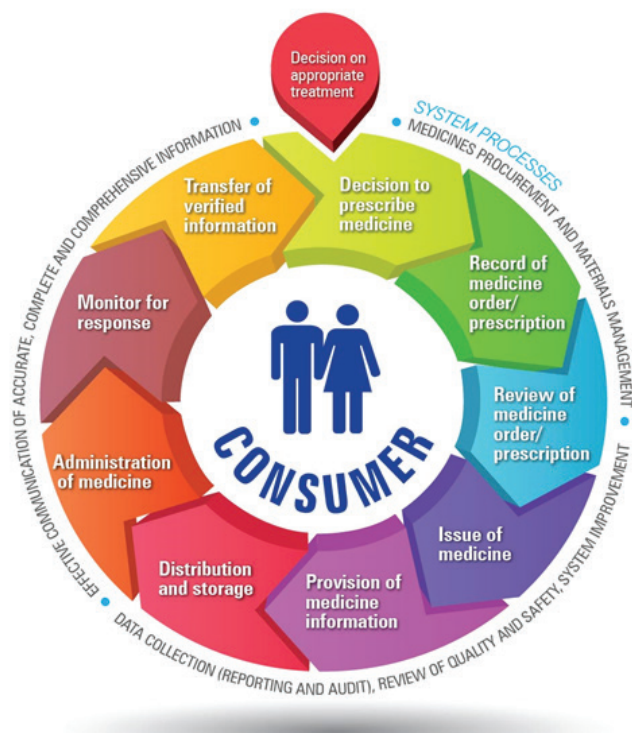 Decision on
appropriate
treatment
SYSTEM PROCESSES
MEDICINES PROCUREMENT AND MATERIALS MANAGEMENT
Decision to
prescribe
medicine
Record of
medicine
order/
prescription
Review of
medicine
order/
prescription
Issue of
medicine
Provision of
medicine
information
Distribution
and storage
Administration
of medicine
Monitor for
response
Transfer of
verified
information
CONSUMER
DATA COLLECTION (REPORTING AND AUDIT), REVIEW OF QUALITY AND SAFETY, SYSTEM IMPROVEMENT
EFFECTIVE COMMUNICATION OF ACCURATE, COMPLETE AND COMPREHENSIVE INFORMATION